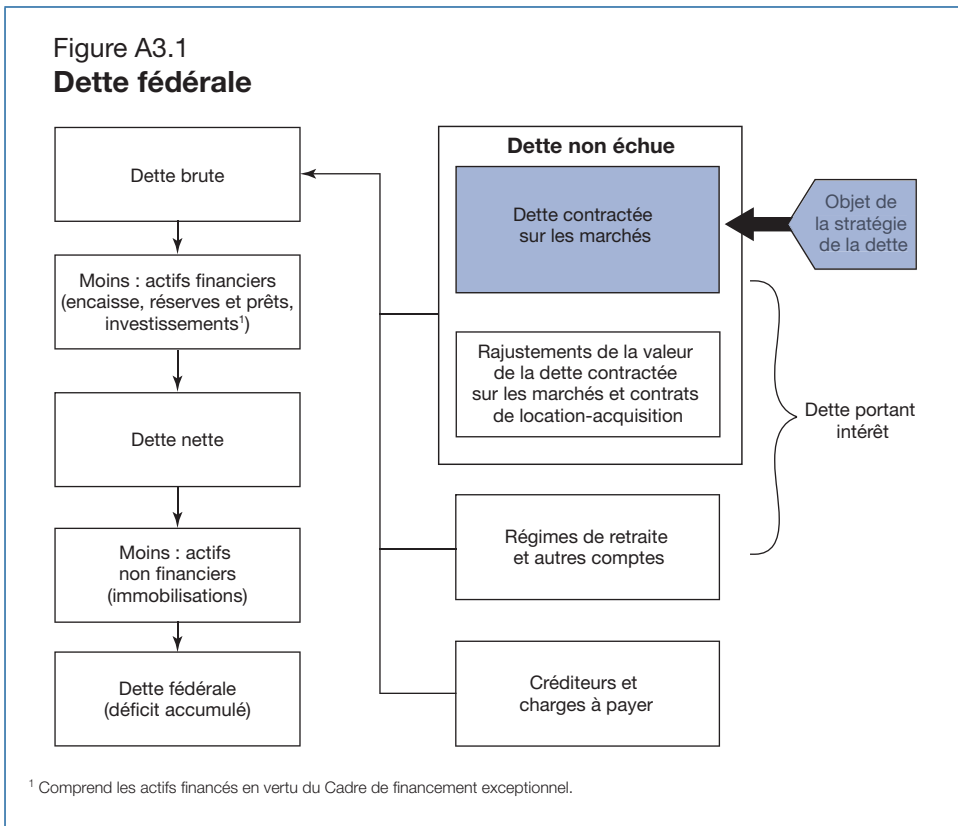 Figure A3.1
Dette fédérale
Dette brute
Moins : actifs financiers
(encaisse, réserves et prêts,
investissements¹)
Dette nette
Moins : actifs
non financiers
(immobilisations)
Dette fédérale
(déficit accumulé)
Dette non échue
Dette contractée
sur les marchés
Rajustements de la valeur
de la dette contractée
sur les marchés et contrats
de location-acquisition
Régimes de retraite
et autres comptes
Créditeurs et
charges à payer
Objet de
la stratégie
de la dette
Dette portant
intérêt
¹ Comprend les actifs financés en vertu du Cadre de financement exceptionnel.